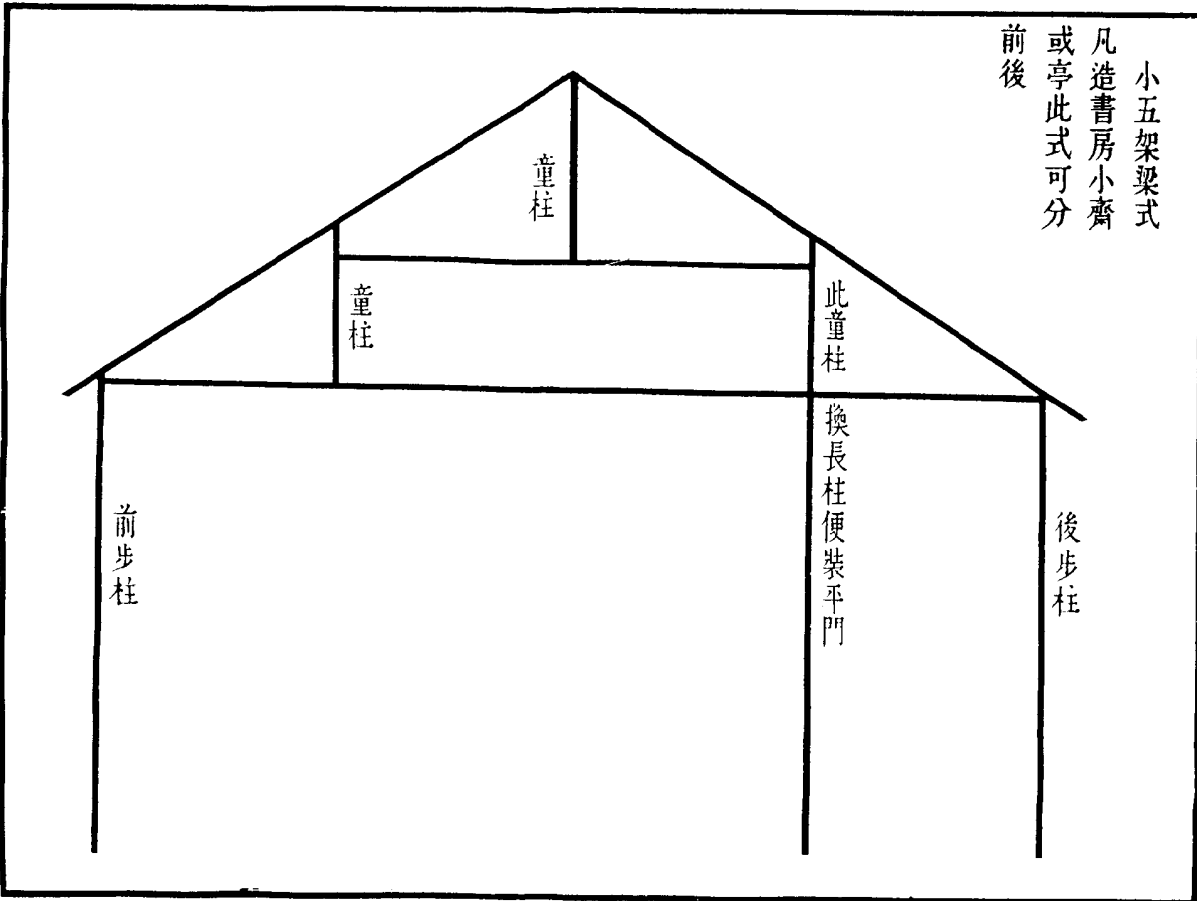 小五架梁式
凡造書房小齋
或亭此式可分
前後
後步柱
此童柱
換長柱便裝平門
童柱
童柱
前步柱